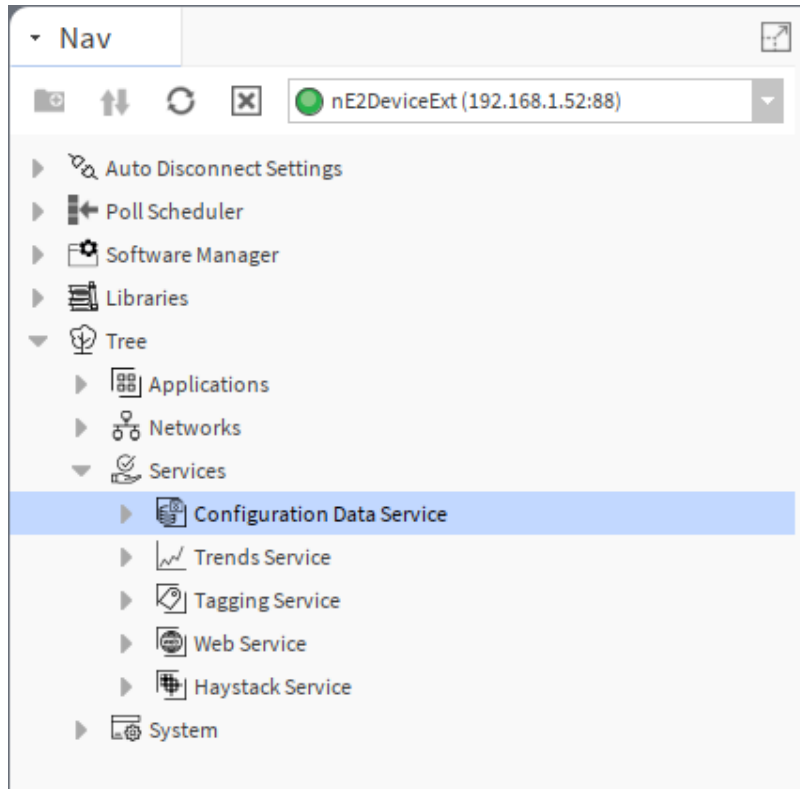 Nav
nE2DeviceExt (192.168.1.52:88)
Auto Disconnect Settings
Poll Scheduler
Software Manager
Libraries
Tree
Applications
Networks
Services
Configuration Data Service
Trends Service
Tagging Service
Web Service
Haystack Service
System